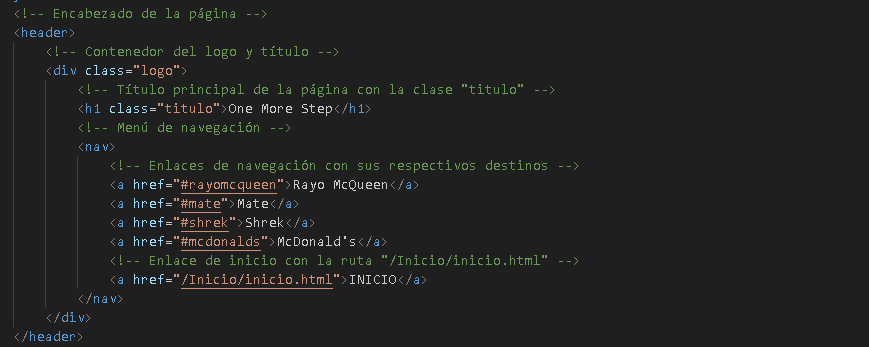 <!-- Encabezado de la página -->
<header>
<!-- Contenedor del logo y título -->
<div class="logo">
<!-- Título principal de la página con la clase "titulo" -->
<h1 class="titulo">One More Step</h1>
<!-- Menú de navegación -->
<nav>
<!-- Enlaces de navegación con sus respectivos destinos -->
<a href="#rayomcqueen">Rayo McQueen</a>
<a href="#mate">Mate</a>
<a href="#shrek">Shrek</a>
<a href="#mcdonalds">McDonald's</a>
<!-- Enlace de inicio con la ruta "/Inicio/inicio.html" -->
<a href="/Inicio/inicio.html">INICIO</a>
</nav>
</div>
</header>